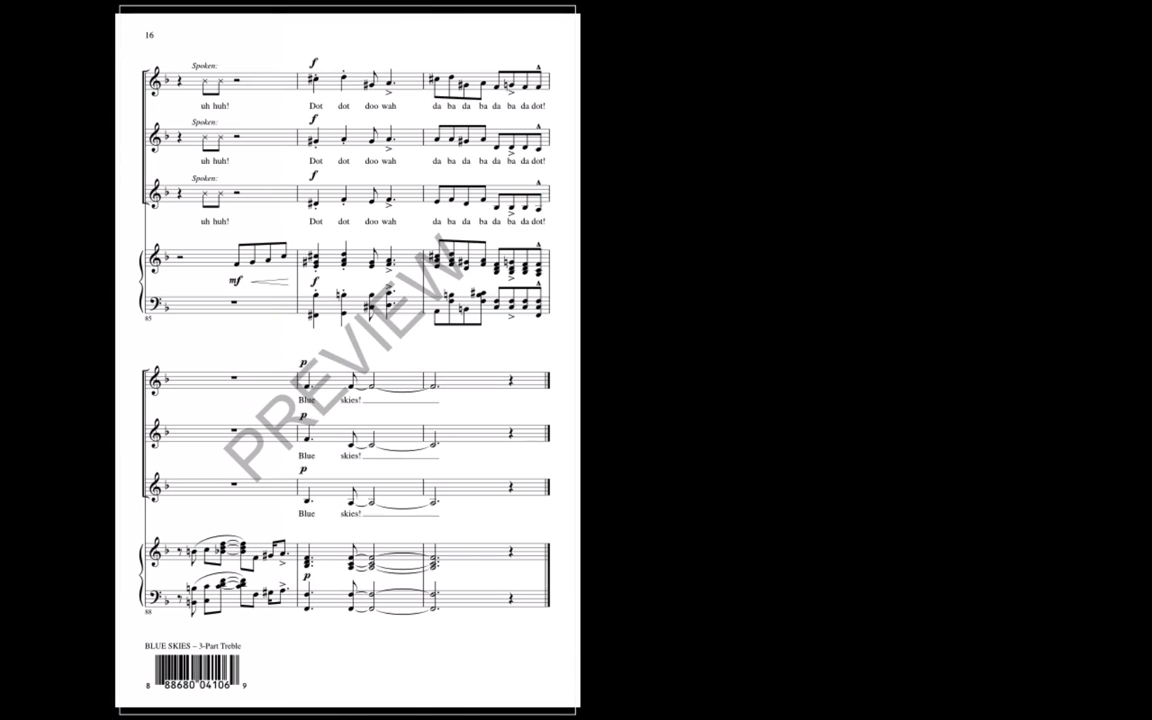 16
Spoken:
f
uh huh! Dot dot doo wah da ba da ba da ba da dot!
Spoken:
f
uh huh! Dot dot doo wah da ba da ba da ba da dot!
Spoken:
f
uh huh! Dot dot doo wah da ba da ba da ba da dot!
mf f
85
PREVIEW
p
Blue skies!
p
Blue skies!
p
Blue skies!
p
88
BLUE SKIES – 3-Part Treble
8 88680 04106 9